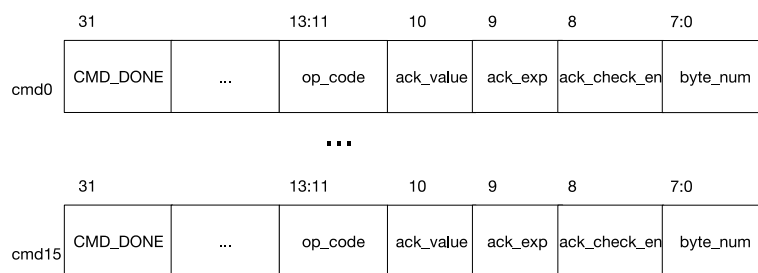 31 13:11 10 9 8 7:0
cmd0 CMD_DONE ... op_code ack_value ack_exp ack_check_en byte_num
...
31 13:11 10 9 8 7:0
cmd15 CMD_DONE ... op_code ack_value ack_exp ack_check_en byte_num